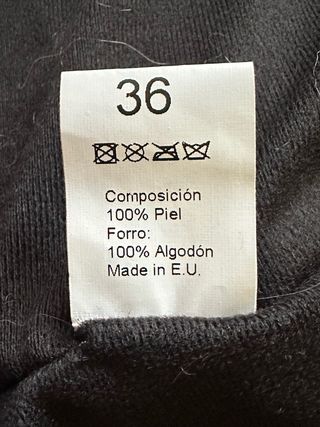 36
Composición
100% Piel
Forro:
100% Algodón
Made in E.U.